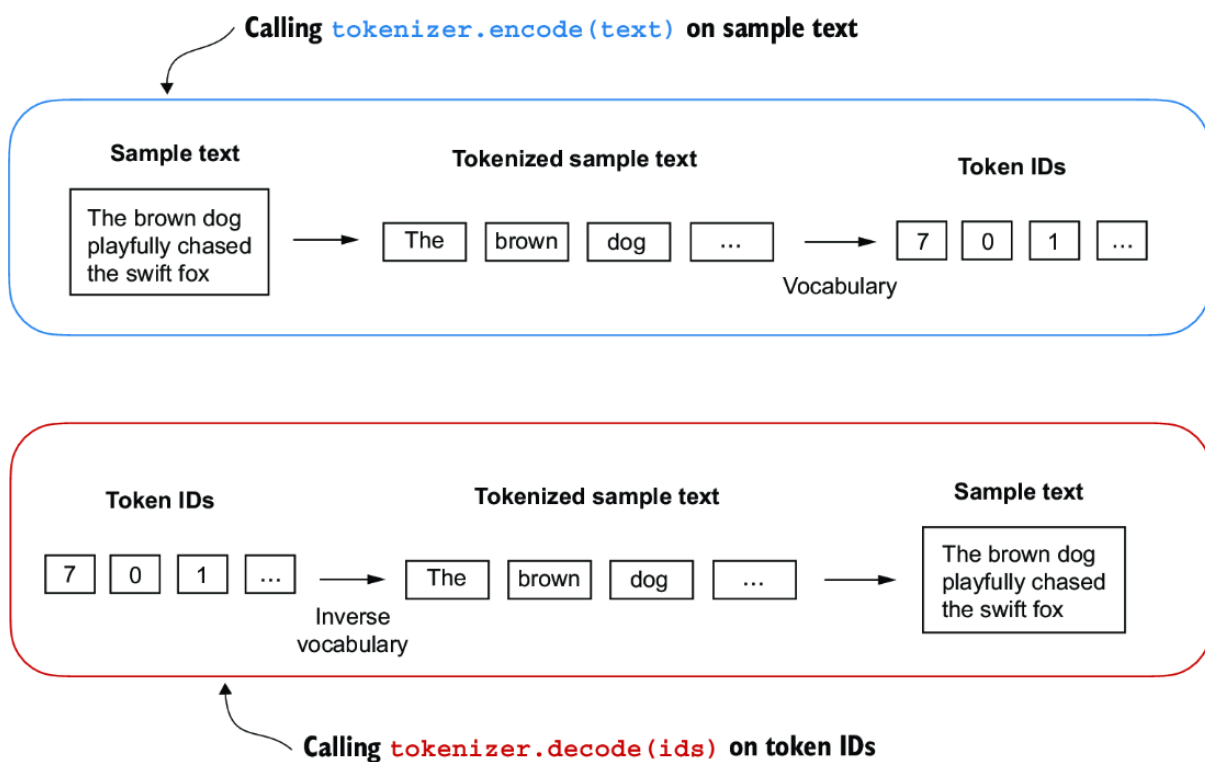 Calling tokenizer.encode(text) on sample text
Sample text
Tokenized sample text
Token IDs
The brown dog
playfully chased
the swift fox
The
brown
dog
...
7
0
1
...
Vocabulary
Token IDs
Tokenized sample text
Sample text
7
0
1
...
Inverse
vocabulary
The
brown
dog
...
The brown dog
playfully chased
the swift fox
Calling tokenizer.decode(ids) on token IDs